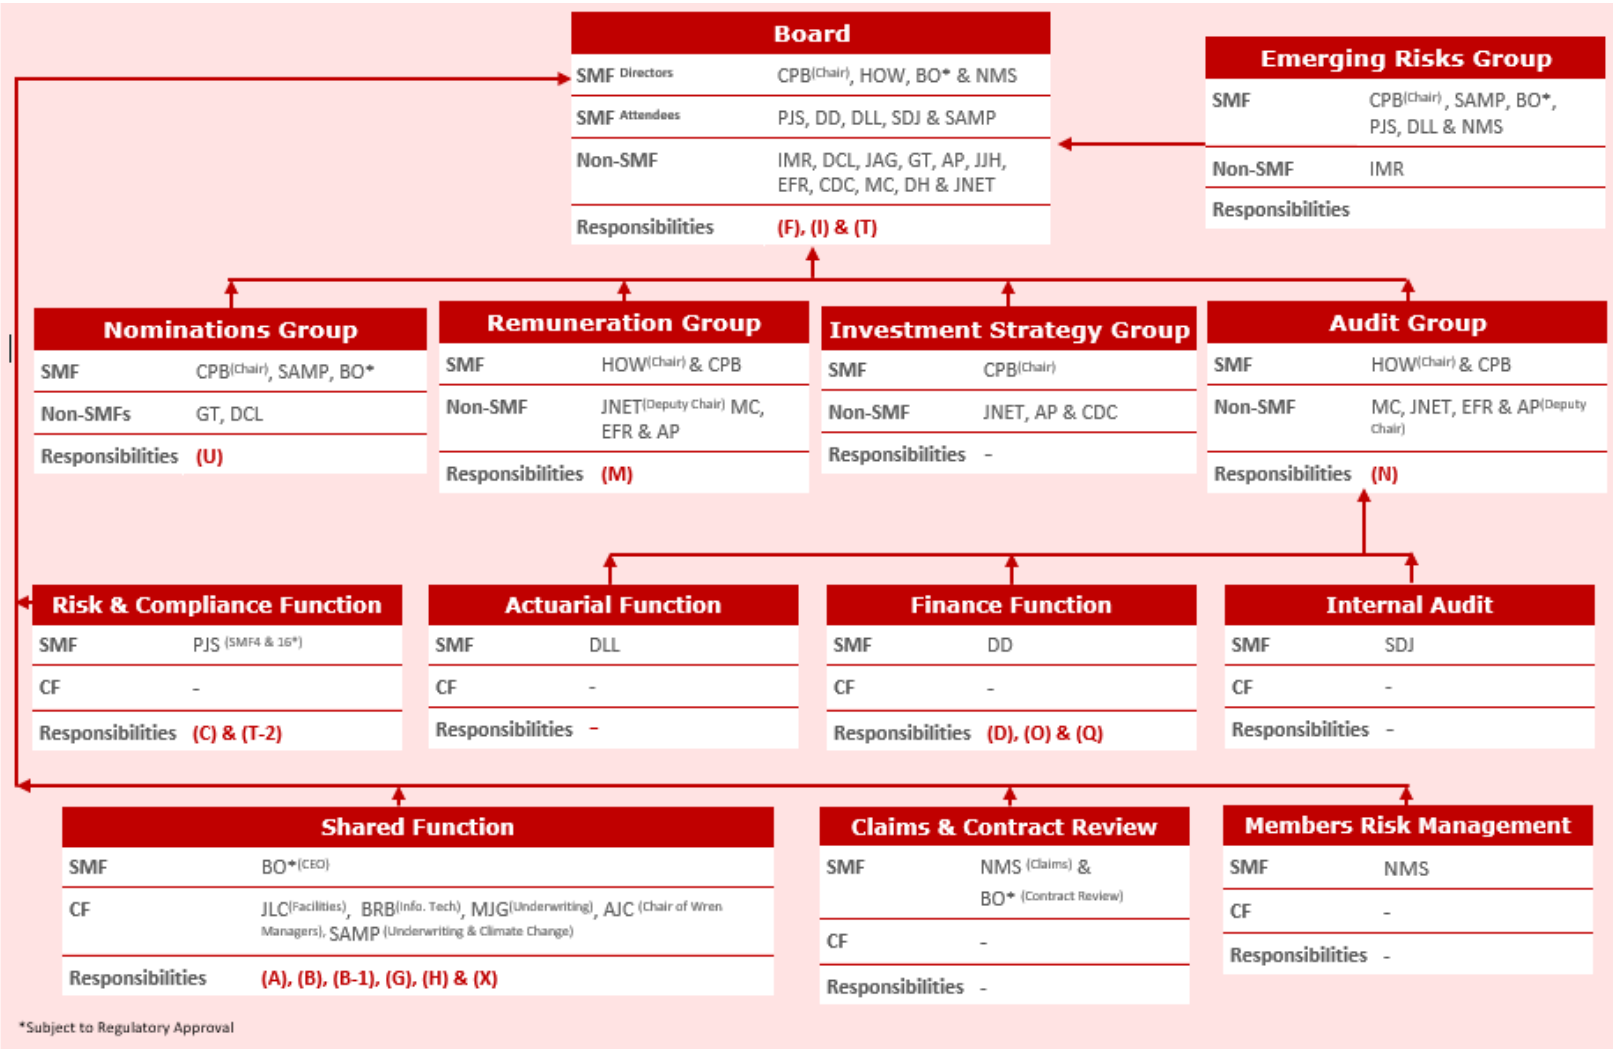 Board
SMF Directors CPB(Chair), HOW, BO* & NMS
SMF Attendees PJS, DD, DLL, SDJ & SAMP
Non-SMF IMR, DCL, JAG, GT, AP, JJH,
EFR, CDC, MC, DH & JNET
Responsibilities (F), (I) & (T)
Emerging Risks Group
SMF CPB(Chair) , SAMP, BO*,
PJS, DLL & NMS
Non-SMF IMR
Responsibilities
Nominations Group
SMF CPB(Chair), SAMP, BO*
Non-SMFs GT, DCL
Responsibilities (U)
Remuneration Group
SMF HOW(Chair) & CPB
Non-SMF JNET(Deputy Chair) MC,
EFR & AP
Responsibilities (M)
Investment Strategy Group
SMF CPB(Chair)
Non-SMF JNET, AP & CDC
Responsibilities -
Audit Group
SMF HOW(Chair) & CPB
Non-SMF MC, JNET, EFR & AP(Deputy
Chair)
Responsibilities (N)
Risk & Compliance Function
SMF PJS (SMF4 & 16*)
CF -
Responsibilities (C) & (T-2)
Actuarial Function
SMF DLL
CF -
Responsibilities -
Finance Function
SMF DD
CF -
Responsibilities (D), (O) & (Q)
Internal Audit
SMF SDJ
CF -
Responsibilities -
Shared Function
SMF BO*(CEO)
CF JLC(Facilities), BRB(Info. Tech), MJG(Underwriting), AJC (Chair of Wren
Managers), SAMP (Underwriting & Climate Change)
Responsibilities (A), (B), (B-1), (G), (H) & (X)
Claims & Contract Review
SMF NMS (Claims) &
BO* (Contract Review)
CF -
Responsibilities -
Members Risk Management
SMF NMS
CF -
Responsibilities -
*Subject to Regulatory Approval